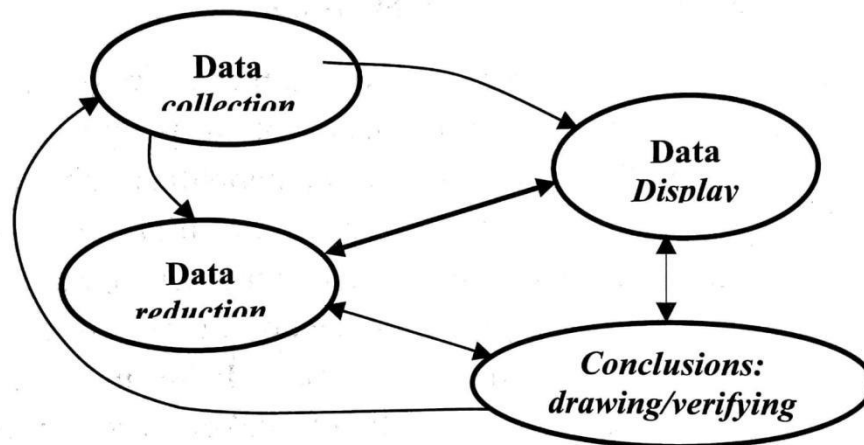 Data
collection
Data
Display
Data
reduction
Conclusions:
drawing/verifying